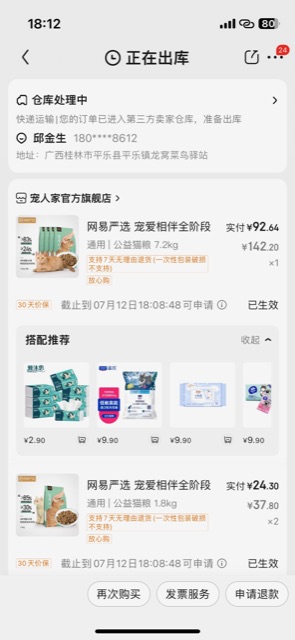 18:12
80
正在出库
24
仓库处理中
快递运输|您的订单已进入第三方卖家仓库，准备出库
邱金生 180****8612
地址：广西桂林市平乐县平乐镇龙窝菜鸟驿站
宠人家官方旗舰店
网易严选 宠爱相伴全阶段 实付 ¥92.64
通用 | 公益猫粮 7.2kg ¥142.20
支持7天无理由退货(一次性包装破损不支持) ×1
放心购
30天价保 截止到07月12日18:08:48可申请 已生效
搭配推荐 收起
¥2.90 ¥9.90 ¥9.90 ¥9.90
网易严选 宠爱相伴全阶段 实付 ¥24.30
通用 | 公益猫粮 1.8kg ¥37.80
支持7天无理由退货(一次性包装破损不支持) ×2
放心购
30天价保 截止到07月12日18:08:48可申请 已生效
再次购买 发票服务 申请退款